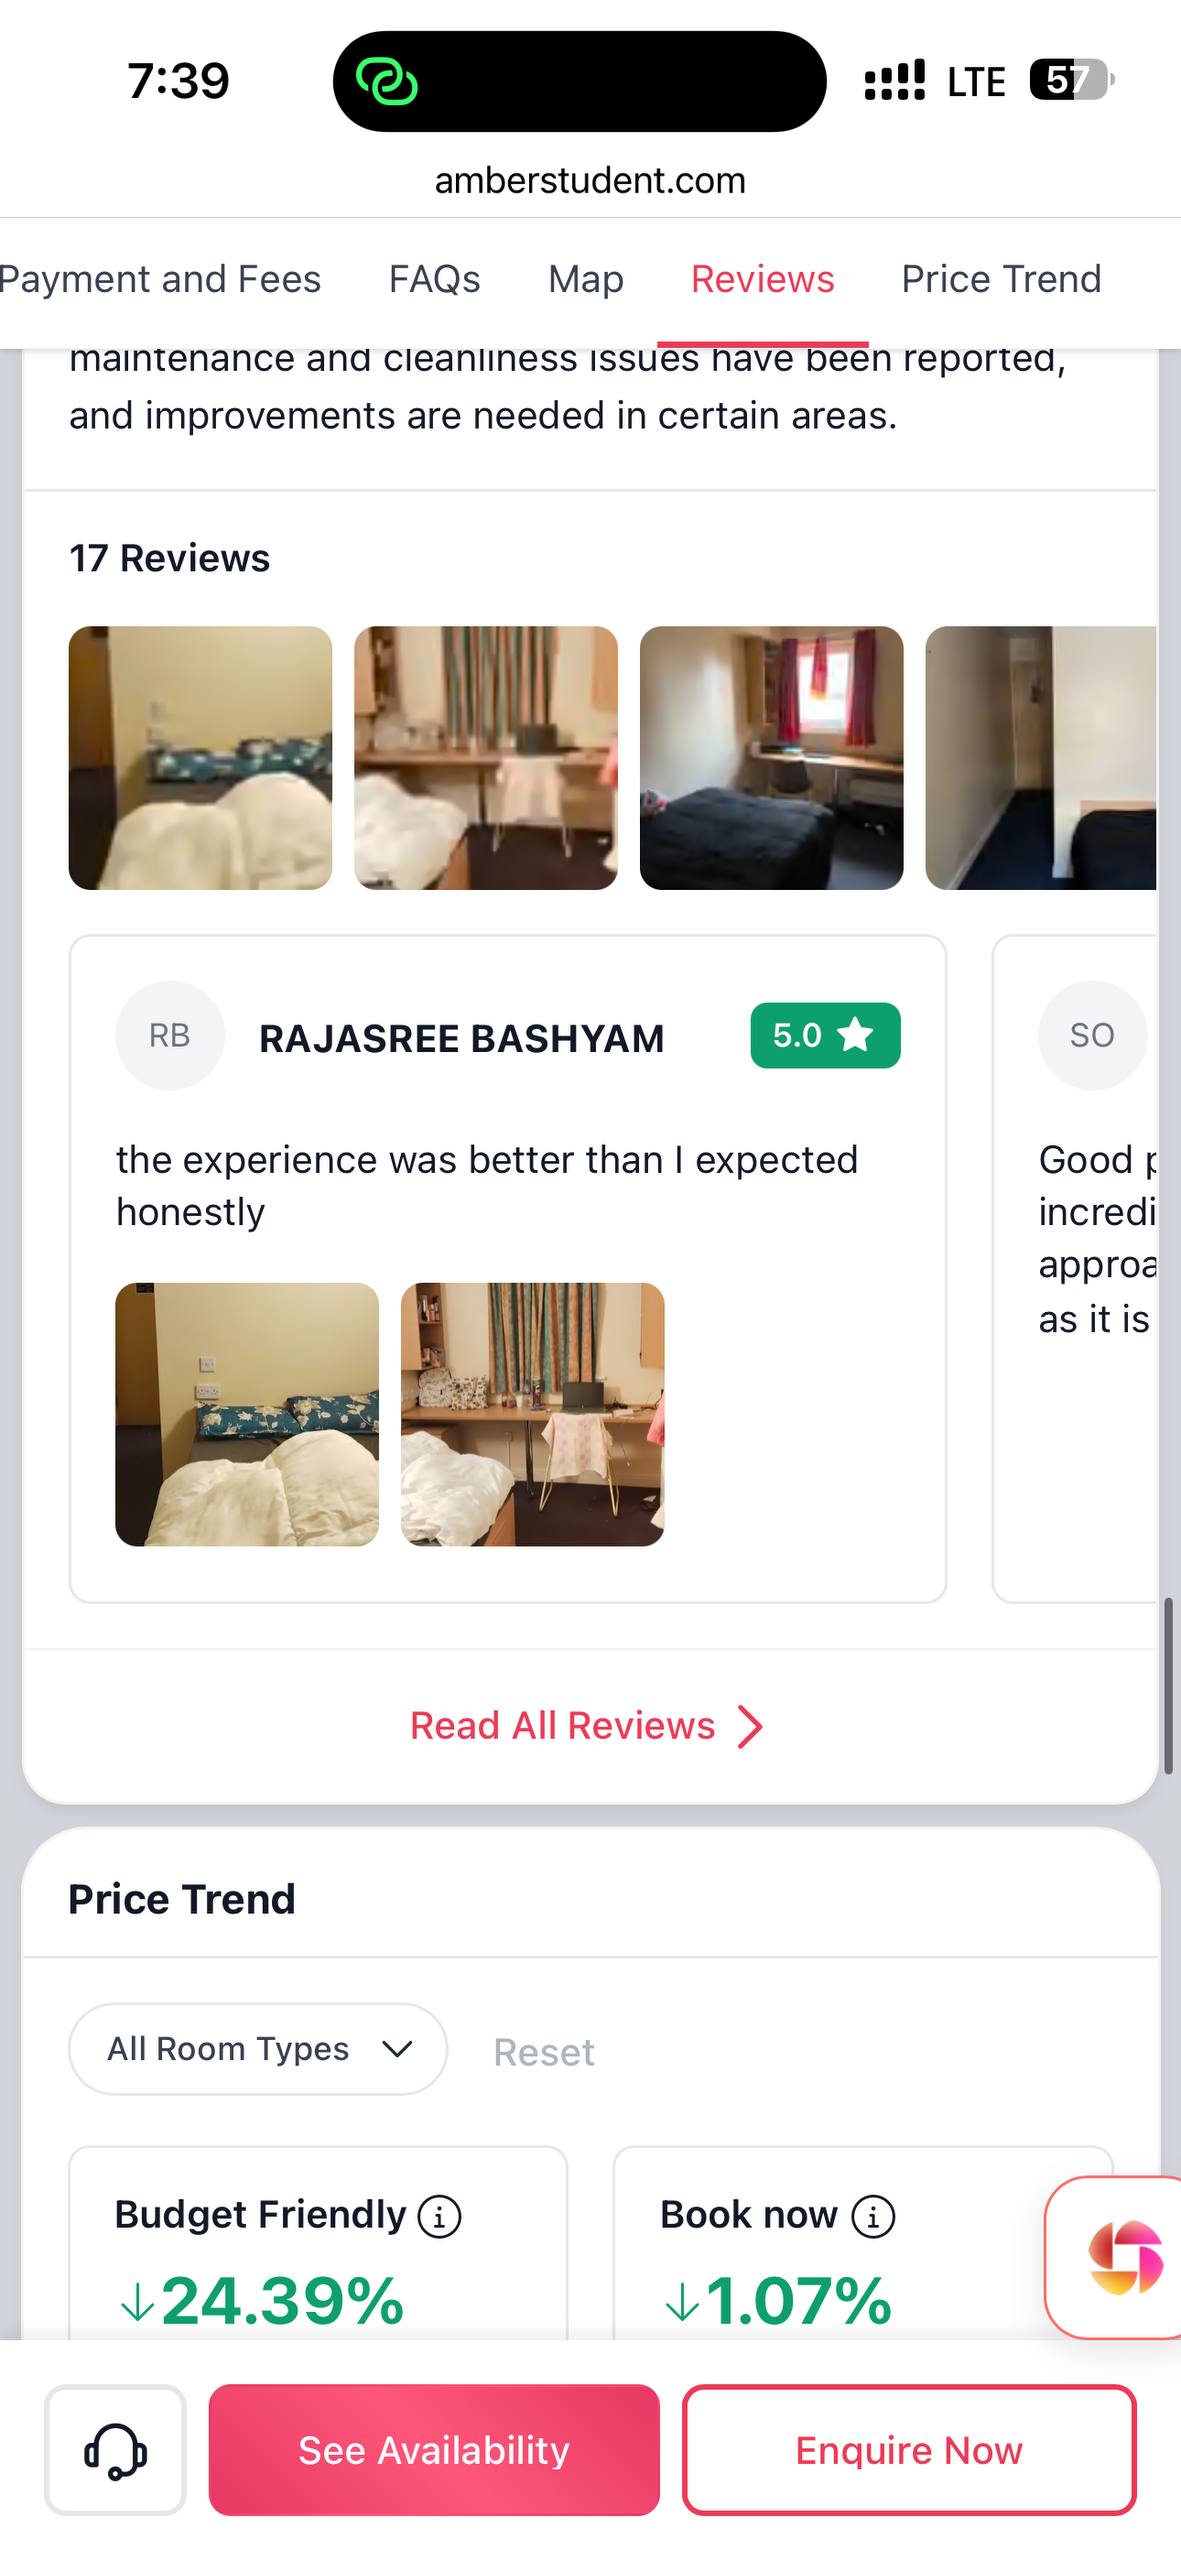 7:39
LTE
57
amberstudent.com
Payment and Fees FAQs Map Reviews Price Trend
maintenance and cleanliness issues have been reported,
and improvements are needed in certain areas.
17 Reviews
RB
RAJASREE BASHYAM
5.0
the experience was better than I expected
honestly
SO
Good p
incredi
approa
as it is
Read All Reviews
Price Trend
All Room Types
Reset
Budget Friendly
↓24.39%
Book now
↓1.07%
See Availability
Enquire Now